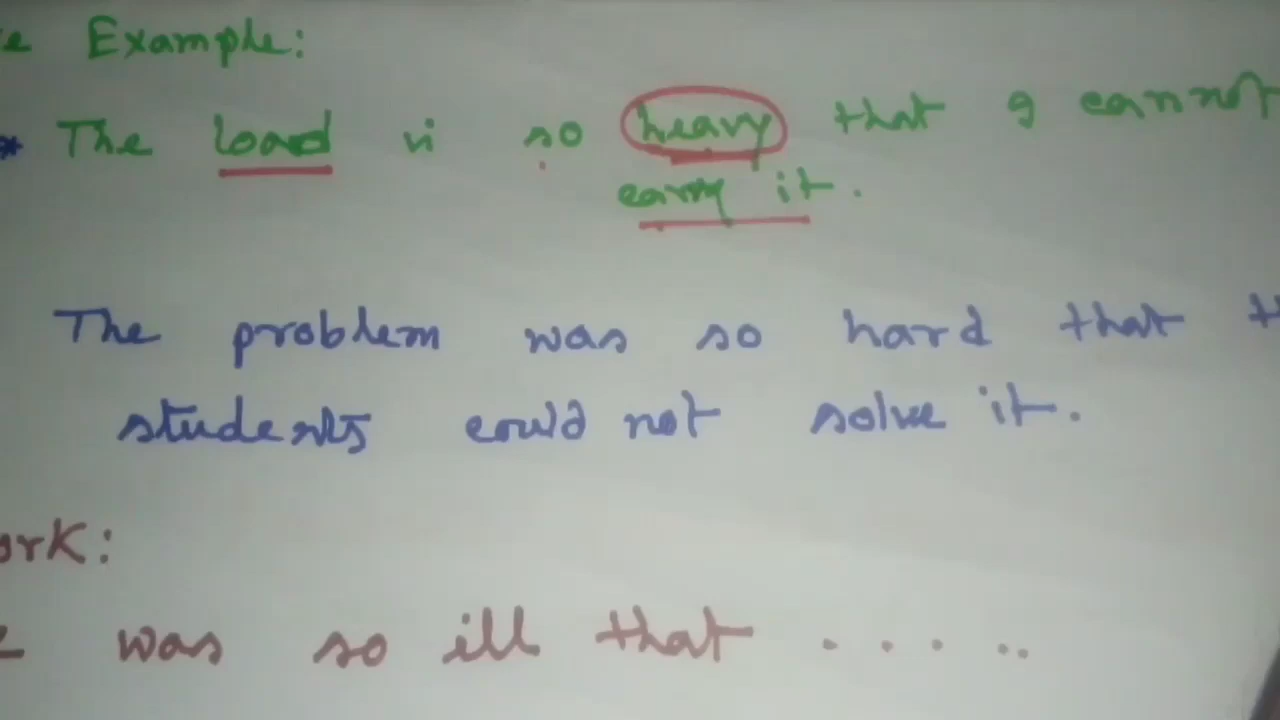 Example:
* The load is so heavy that I cannot
carry it.
The problem was so hard that
students could not solve it.
was so ill that . . . . .